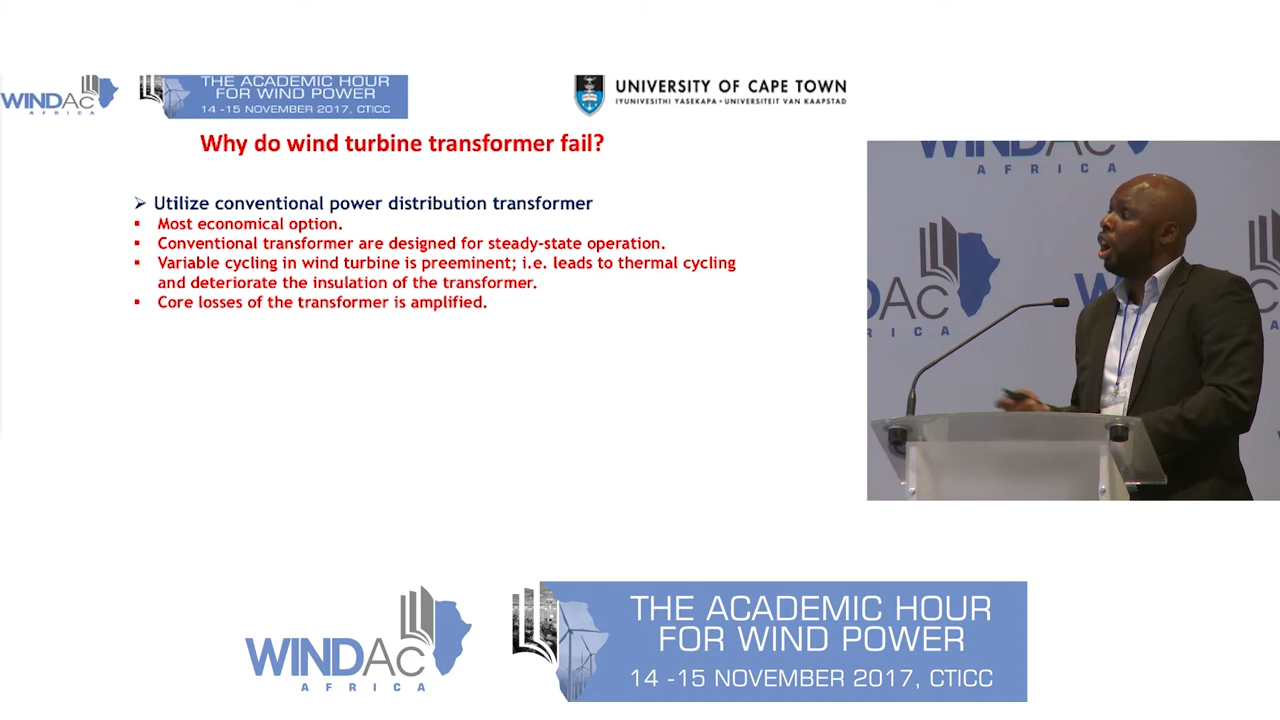 WINDAC
AFRICA
THE ACADEMIC HOUR
FOR WIND POWER
14 -15 NOVEMBER 2017, CTICC
UNIVERSITY OF CAPE TOWN
IYUNIVESITHI YASEKAPA • UNIVERSITEIT VAN KAAPSTAD
Why do wind turbine transformer fail?
➢ Utilize conventional power distribution transformer
▪ Most economical option.
▪ Conventional transformer are designed for steady-state operation.
▪ Variable cycling in wind turbine is preeminent; i.e. leads to thermal cycling
and deteriorate the insulation of the transformer.
▪ Core losses of the transformer is amplified.
WINDAC
AFRICA
DAC
RICA
WINDAC
AFRICA
THE ACADEMIC HOUR
FOR WIND POWER
14 -15 NOVEMBER 2017, CTICC